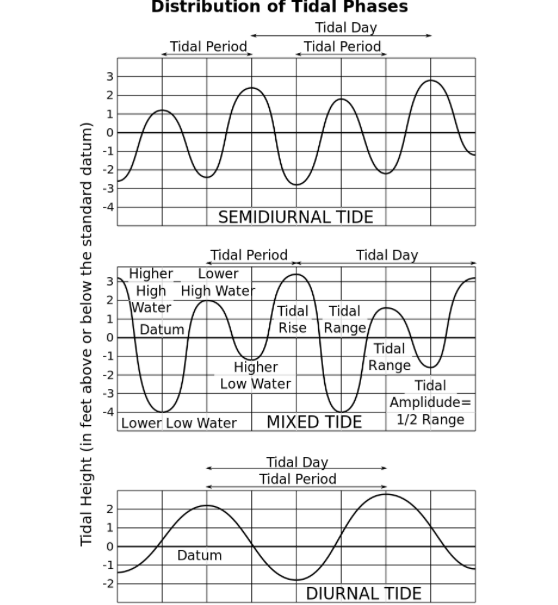 Distribution of Tidal Phases
Tidal Day
Tidal Period
Tidal Period
Tidal Height (in feet above or below the standard datum)
3
2
1
0
-1
-2
-3
-4
SEMIDIURNAL TIDE
Tidal Period
Tidal Day
3
2
1
0
-1
-2
-3
-4
Higher
High
Water
Lower
High Water
Datum
Tidal
Rise
Tidal
Range
Tidal
Range
Higher
Low Water
Tidal
Amplidude=
1/2 Range
Lower Low Water
MIXED TIDE
Tidal Day
Tidal Period
2
1
0
-1
-2
Datum
DIURNAL TIDE